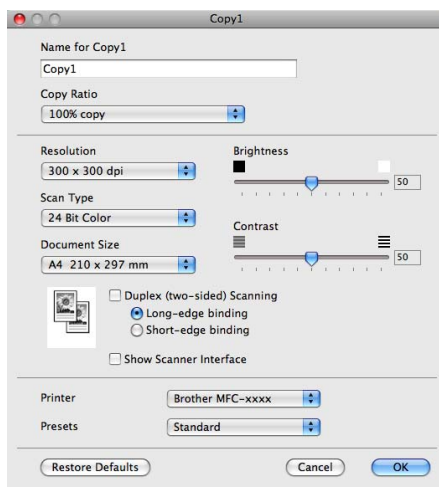 Copy1
Name for Copy1
Copy1
Copy Ratio
100% copy
Resolution
300 x 300 dpi
Scan Type
24 Bit Color
Document Size
A4 210 x 297 mm
Brightness
50
Contrast
50
Duplex (two-sided) Scanning
Long-edge binding
Short-edge binding
Show Scanner Interface
Printer
Brother MFC-xxxx
Presets
Standard
Restore Defaults
Cancel
OK